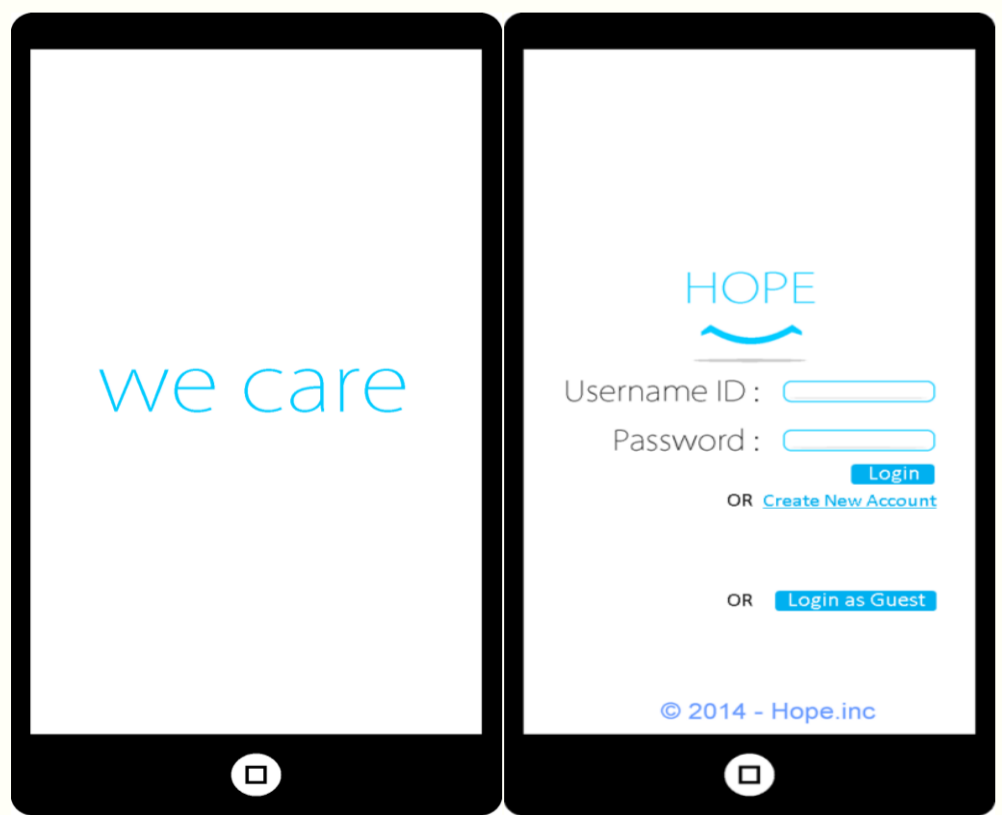 we care
HOPE
Username ID :
Password :
Login
OR Create New Account
OR Login as Guest
© 2014 - Hope.inc